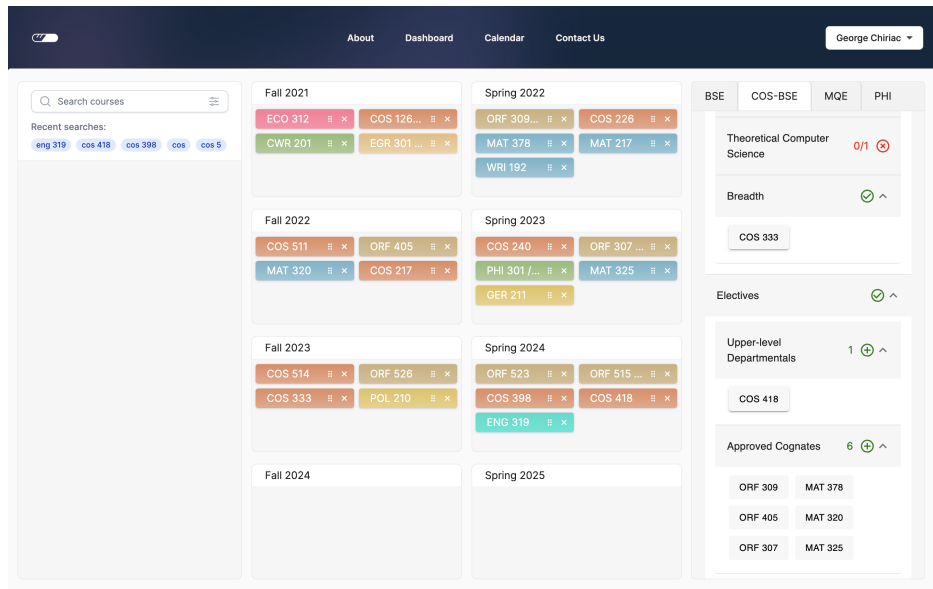 About Dashboard Calendar Contact Us George Chiriac
Search courses
Recent searches:
eng 319 cos 418 cos 398 cos cos 5
Fall 2021
ECO 312 COS 126...
CWR 201 EGR 301 ...
Spring 2022
ORF 309... COS 226
MAT 378 MAT 217
WRI 192
Fall 2022
COS 511 ORF 405
MAT 320 COS 217
Spring 2023
COS 240 ORF 307 ...
PHI 301 /... MAT 325
GER 211
Fall 2023
COS 514 ORF 526
COS 333 POL 210
Spring 2024
ORF 523 ORF 515 ...
COS 398 COS 418
ENG 319
Fall 2024
Spring 2025
BSE COS-BSE MQE PHI
Theoretical Computer
Science 0/1
Breadth
COS 333
Electives
Upper-level
Departmentals 1
COS 418
Approved Cognates 6
ORF 309 MAT 378
ORF 405 MAT 320
ORF 307 MAT 325